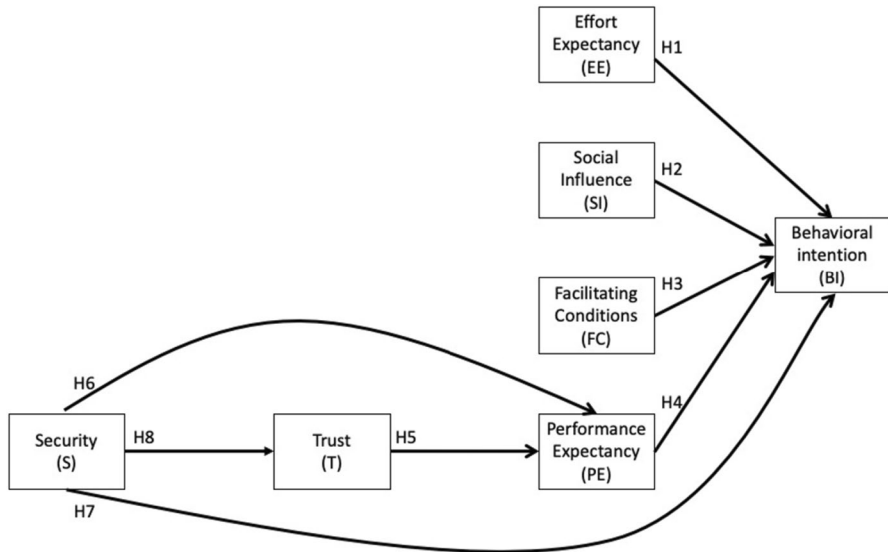 Effort
Expectancy
(EE)
H1
Social
Influence
(SI)
H2
Behavioral
intention
(BI)
Facilitating
Conditions
(FC)
H3
H6
H4
Security
(S)
H8
Trust
(T)
H5
Performance
Expectancy
(PE)
H7